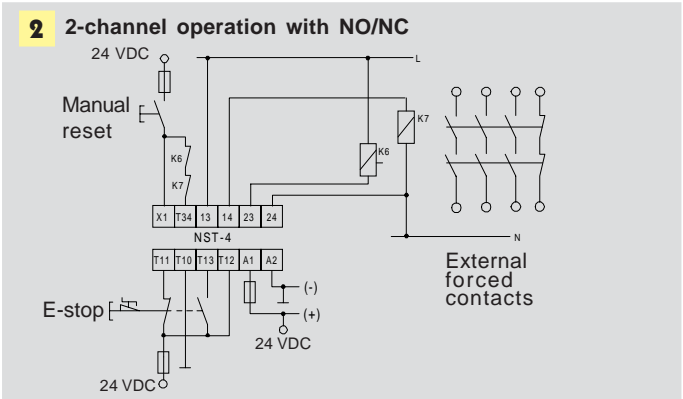 2 2-channel operation with NO/NC
24 VDC
L
Manual
reset
K7
K6
K6
K7
X1 T34 13 14 23 24
NST-4
N
T11 T10 T13 T12 A1 A2
External
forced
contacts
(-)
E-stop
(+)
24 VDC
24 VDC